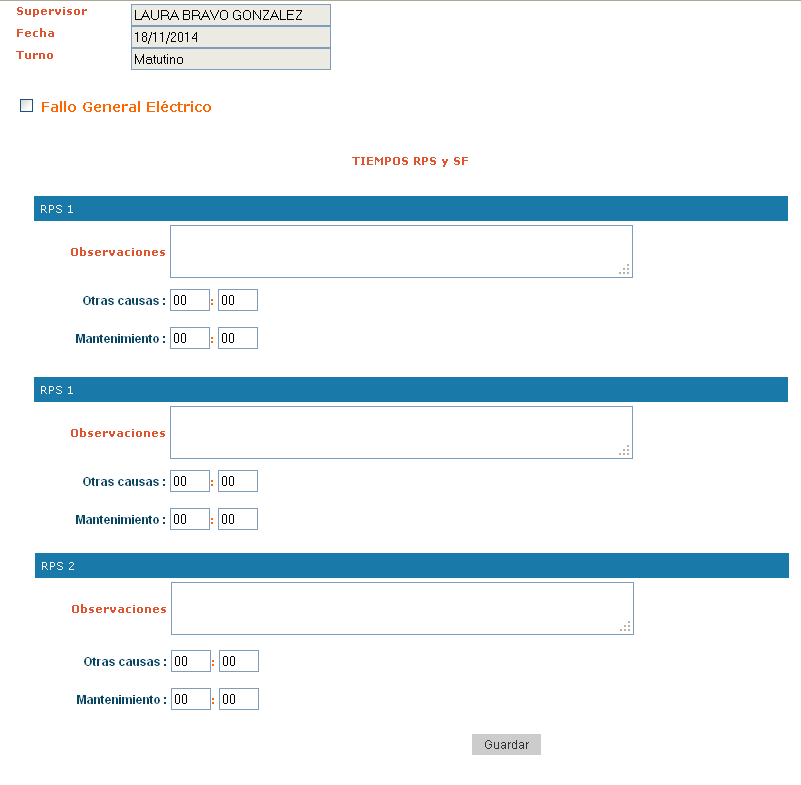 Supervisor LAURA BRAVO GONZALEZ
Fecha 18/11/2014
Turno Matutino
Fallo General Eléctrico
TIEMPOS RPS y SF
RPS 1
Observaciones
Otras causas : 00 : 00
Mantenimiento : 00 : 00
RPS 1
Observaciones
Otras causas : 00 : 00
Mantenimiento : 00 : 00
RPS 2
Observaciones
Otras causas : 00 : 00
Mantenimiento : 00 : 00
Guardar